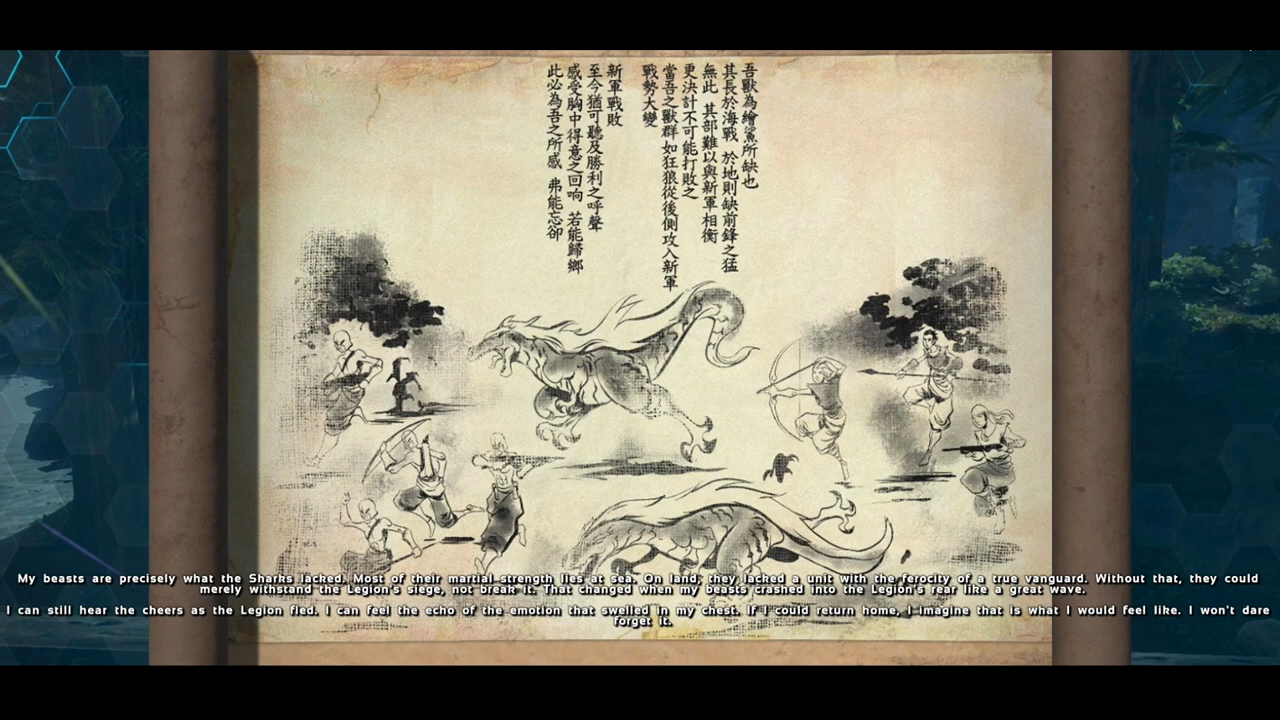 吾獸為繪鯊所缺也
其長於海戰 於地則缺前鋒之猛
無此 其部難以與新軍相衡
更決計不可能打敗之
當吾之獸群如狂狼從後側攻入新軍
戰勢大變
新軍戰敗
至今猶可聽及勝利之呼聲
感受胸中得意之回响 若能歸鄉
此必為吾之所感 弗能忘卻
My beasts are precisely what the Sharks lacked. Most of their martial strength lies at sea. On land, they lacked a unit with the ferocity of a true vanguard. Without that, they could
merely withstand the Legion's siege, not break it. That changed when my beasts crashed into the Legion's rear like a great wave.
I can still hear the cheers as the Legion fled. I can feel the echo of the emotion that swelled in my chest. If I could return home, I imagine that is what I would feel like. I won't dare
forget it.